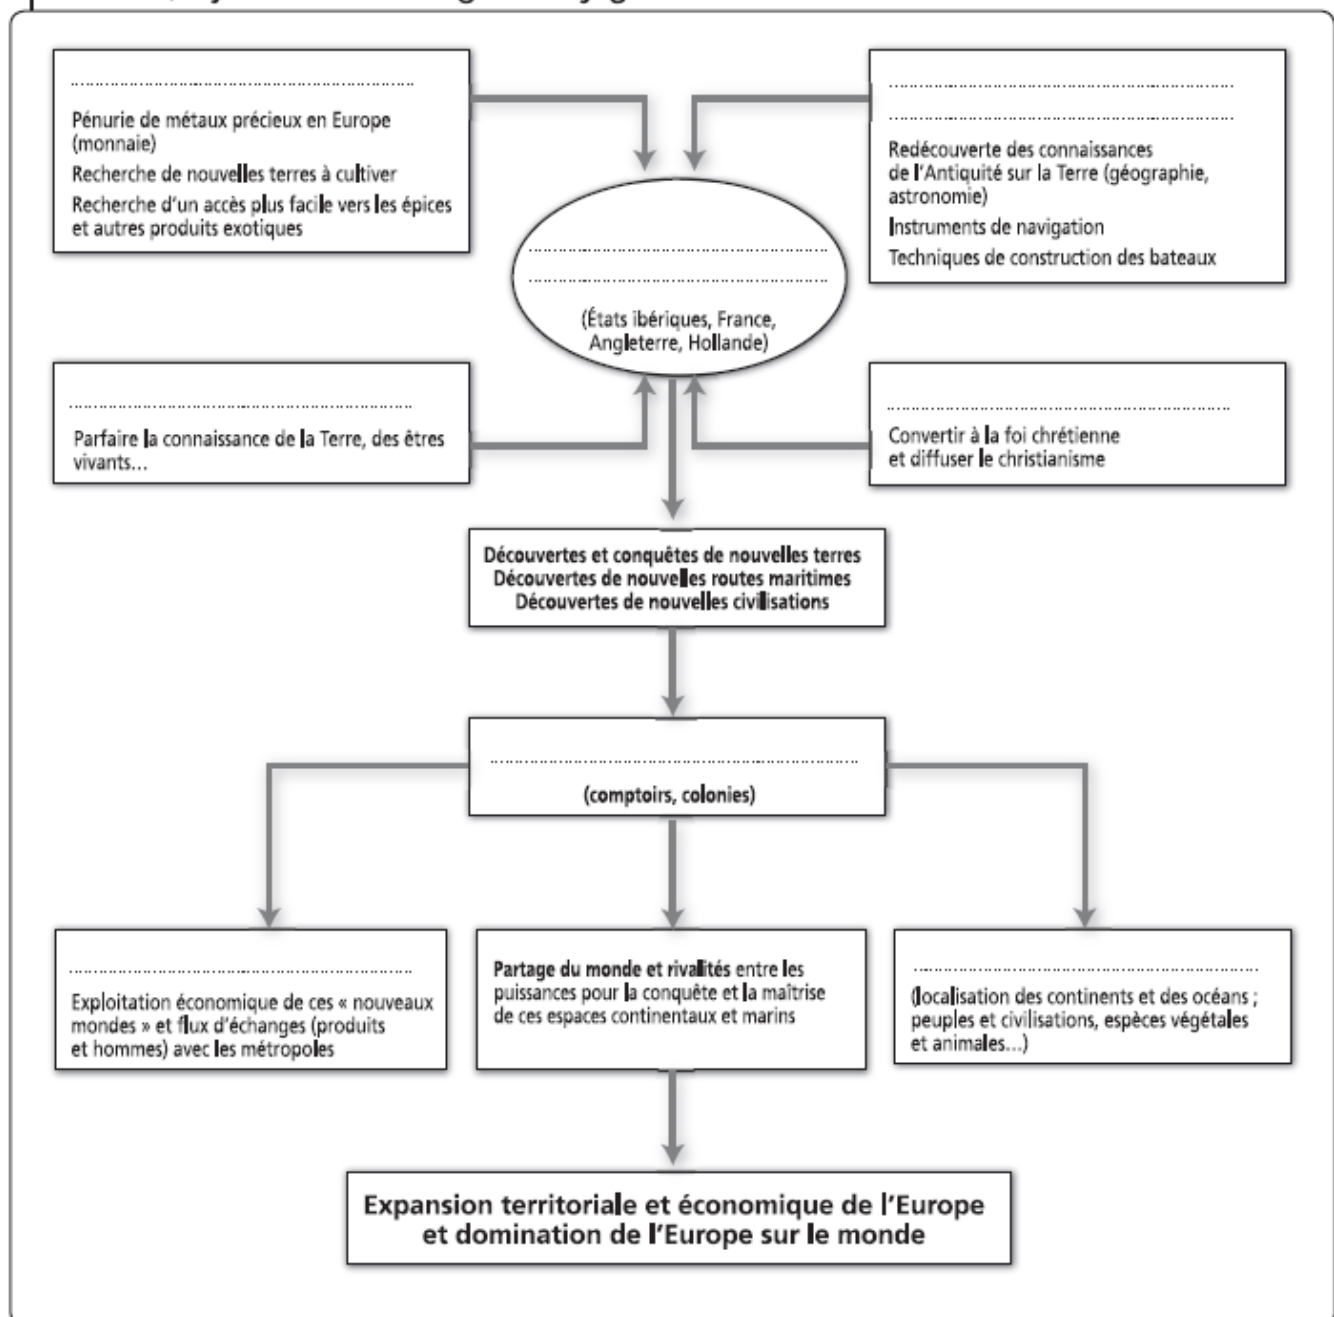 Pénurie de métaux précieux en Europe
(monnaie)
Recherche de nouvelles terres à cultiver
Recherche d'un accès plus facile vers les épices
et autres produits exotiques
Redécouverte des connaissances
de l'Antiquité sur la Terre (géographie,
astronomie)
Instruments de navigation
Techniques de construction des bateaux
(États ibériques, France,
Angleterre, Hollande)
Parfaire la connaissance de la Terre, des êtres
vivants...
Convertir à la foi chrétienne
et diffuser le christianisme
Découvertes et conquêtes de nouvelles terres
Découvertes de nouvelles routes maritimes
Découvertes de nouvelles civilisations
(comptoirs, colonies)
Exploitation économique de ces « nouveaux
mondes » et flux d'échanges (produits
et hommes) avec les métropoles
Partage du monde et rivalités entre les
puissances pour la conquête et la maîtrise
de ces espaces continentaux et marins
(localisation des continents et des océans ;
peuples et civilisations, espèces végétales
et animales...)
Expansion territoriale et économique de l'Europe
et domination de l'Europe sur le monde